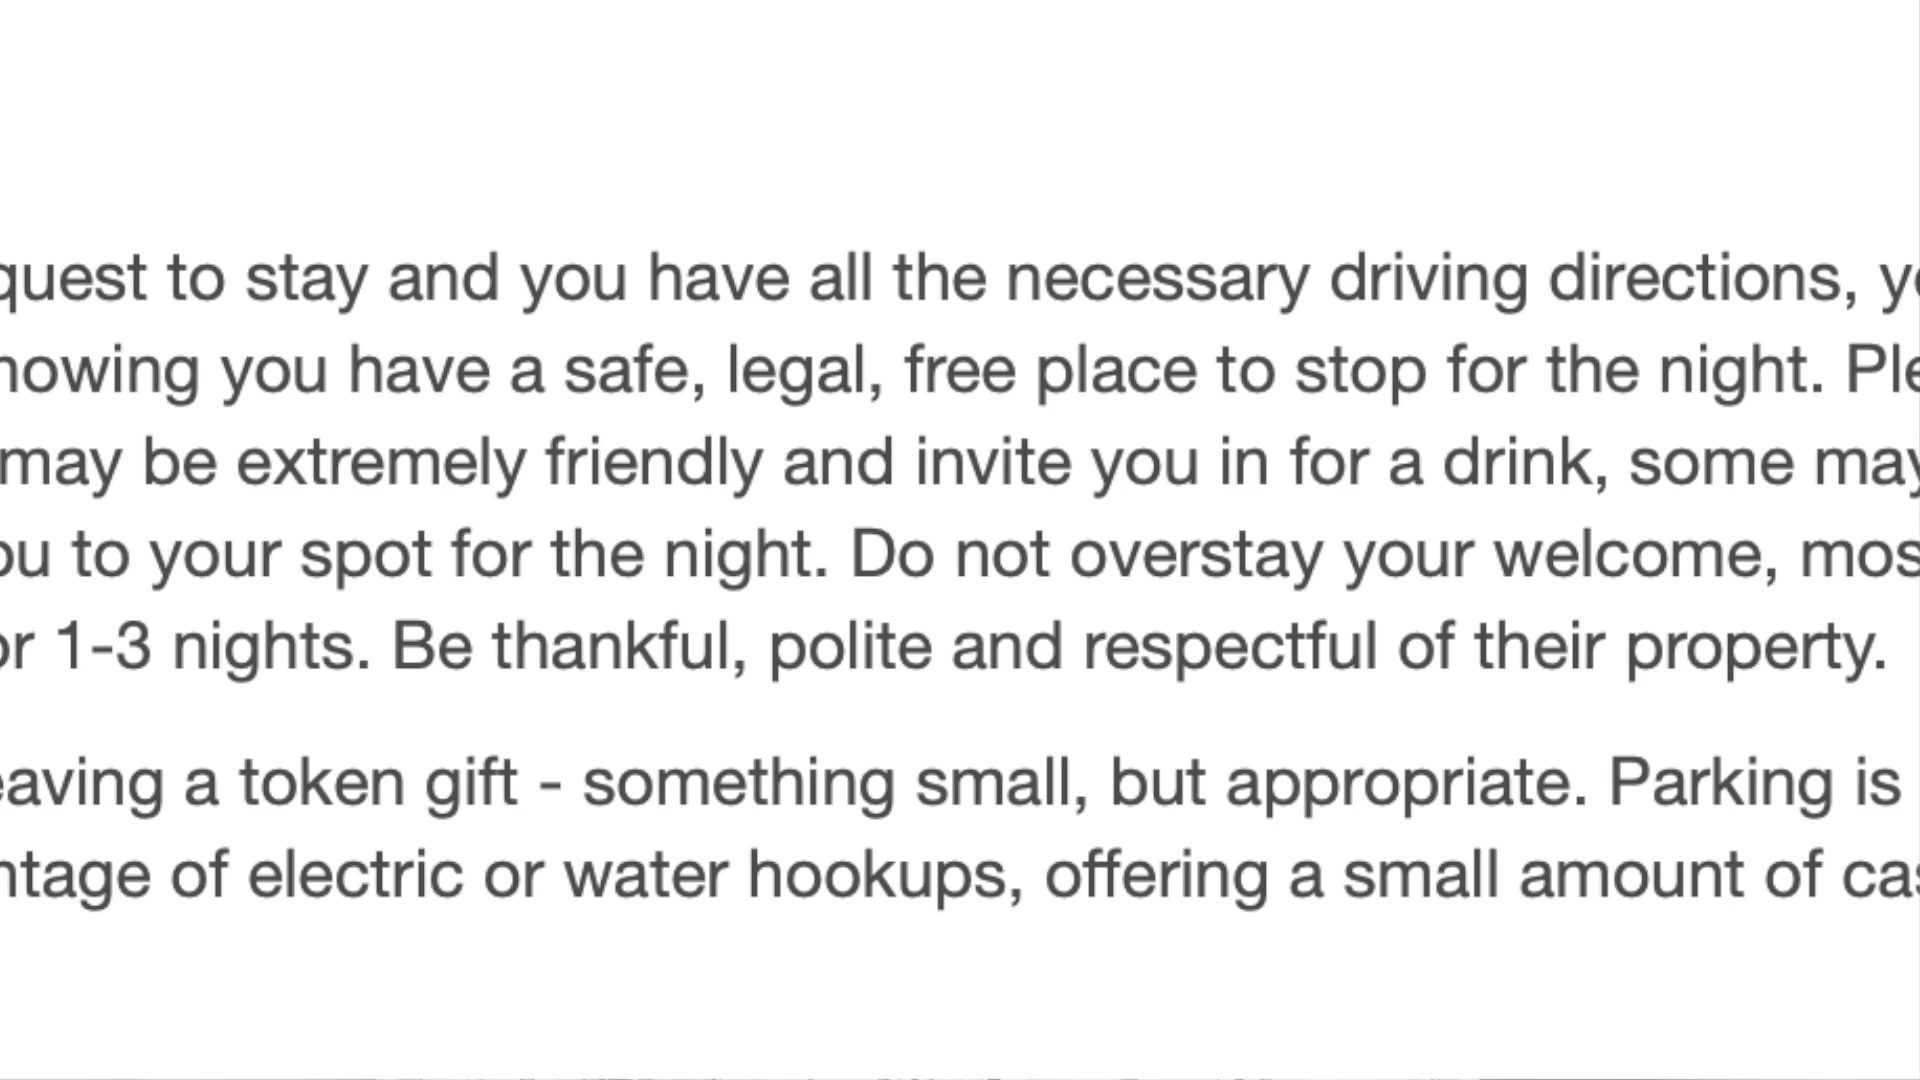 quest to stay and you have all the necessary driving directions, y
nowing you have a safe, legal, free place to stop for the night. Ple
may be extremely friendly and invite you in for a drink, some may
ou to your spot for the night. Do not overstay your welcome, mos
or 1-3 nights. Be thankful, polite and respectful of their property.
eaving a token gift - something small, but appropriate. Parking is
ntage of electric or water hookups, offering a small amount of cas